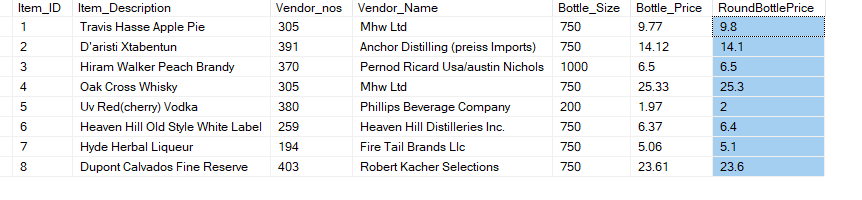 Item_ID Item_Description Vendor_nos Vendor_Name Bottle_Size Bottle_Price RoundBottlePrice
1 Travis Hasse Apple Pie 305 Mhw Ltd 750 9.77 9.8
2 D'aristi Xtabentun 391 Anchor Distilling (preiss Imports) 750 14.12 14.1
3 Hiram Walker Peach Brandy 370 Pernod Ricard Usa/austin Nichols 1000 6.5 6.5
4 Oak Cross Whisky 305 Mhw Ltd 750 25.33 25.3
5 Uv Red(cherry) Vodka 380 Phillips Beverage Company 200 1.97 2
6 Heaven Hill Old Style White Label 259 Heaven Hill Distilleries Inc. 750 6.37 6.4
7 Hyde Herbal Liqueur 194 Fire Tail Brands Llc 750 5.06 5.1
8 Dupont Calvados Fine Reserve 403 Robert Kacher Selections 750 23.61 23.6